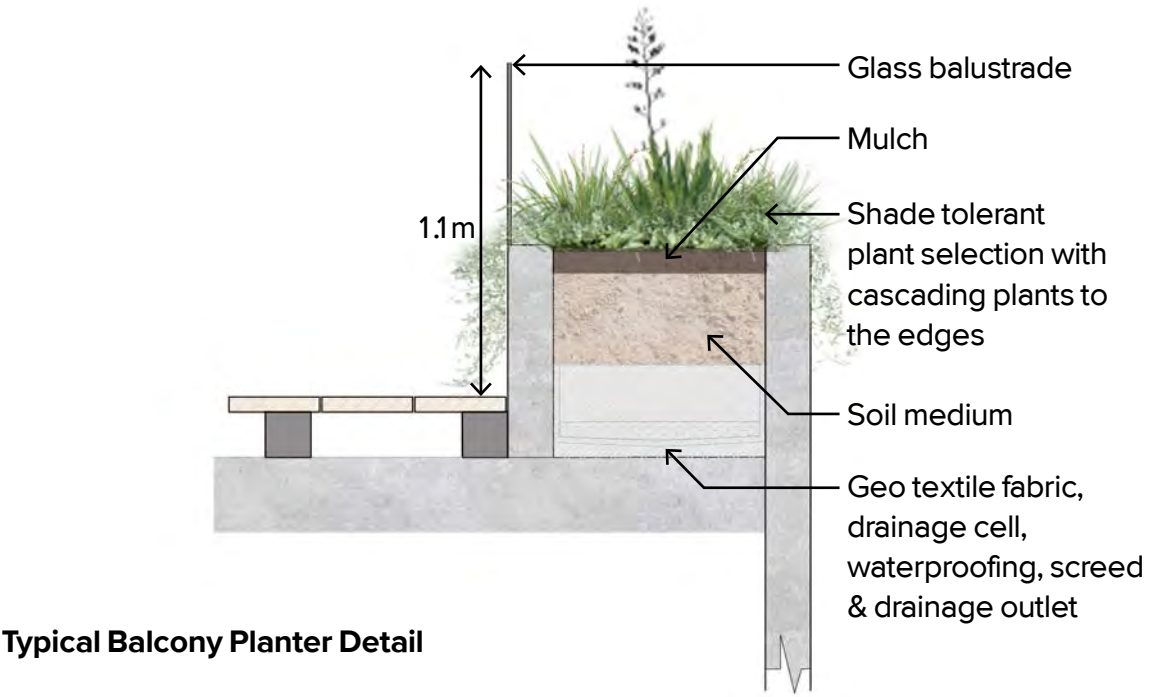 Glass balustrade
Mulch
Shade tolerant
plant selection with
cascading plants to
the edges
1.1m
Soil medium
Geo textile fabric,
drainage cell,
waterproofing, screed
& drainage outlet
Typical Balcony Planter Detail